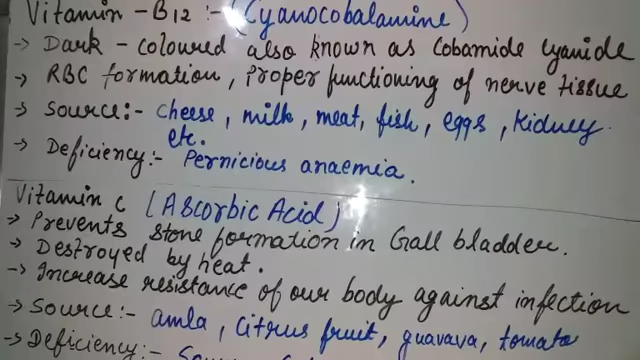 Vitamin - B12 :- (Cyanocobalamine)
→ Dark - coloured also known as Cobamide Cyanide
→ RBC formation, Proper functioning of nerve tissue
→ Source:- Cheese, milk, meat, fish, eggs, kidney
etc.
→ Deficiency:- Pernicious anaemia.
Vitamin C (Ascorbic Acid)
→ Prevents stone formation in Gall bladder.
→ Destroyed by heat.
→ Increase resistance of our body against infection
→ Source:- amla, Citrus fruit, guavava, tomato
→ Deficiency:-